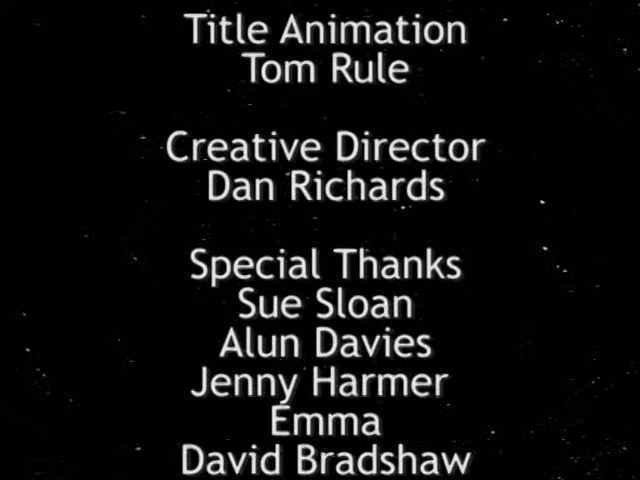 Title Animation
Tom Rule
Creative Director
Dan Richards
Special Thanks
Sue Sloan
Alun Davies
Jenny Harmer
Emma
David Bradshaw